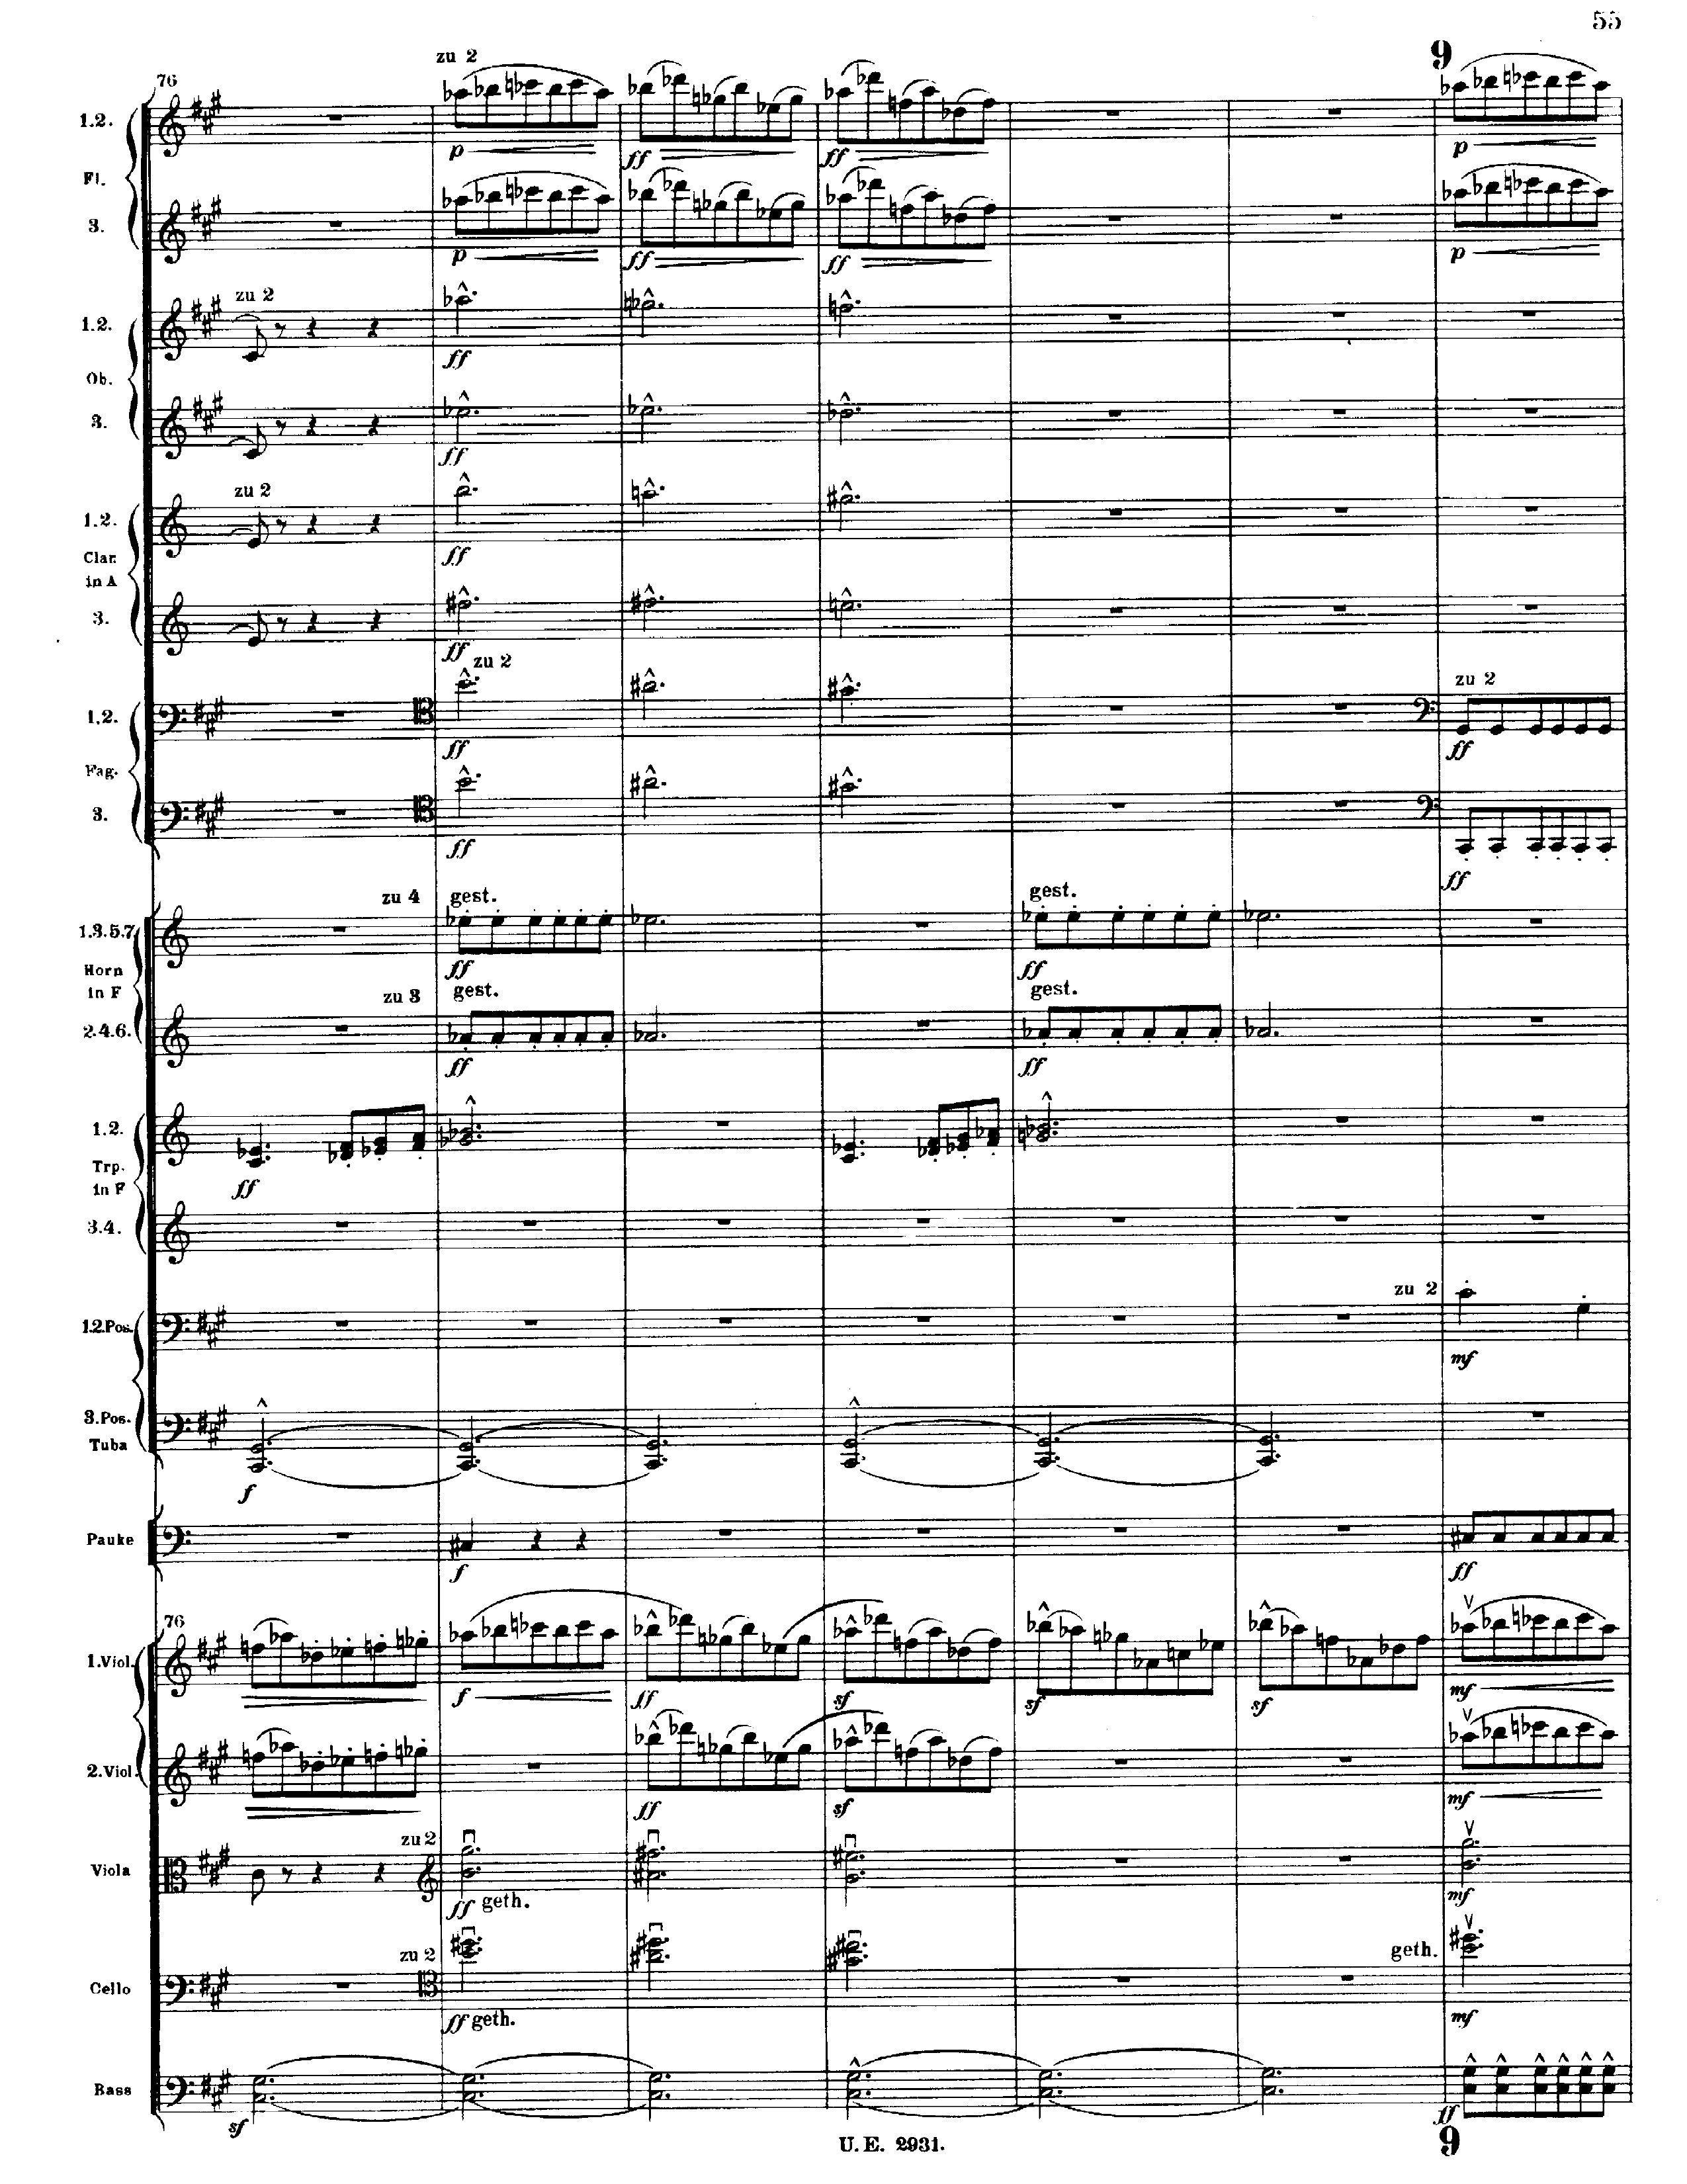 55
9
zu 2
76
1.2.
p
ff
ff
p
Fl.
3.
p
ff
ff
p
zu 2
1.2.
ff
Ob.
3.
ff
zu 2
1.2.
ff
Clar.
in A
3.
ff
zu 2
zu 2
1.2.
ff
ff
Fag.
3.
ff
ff
zu 4 gest. gest.
1.3.5.7.
ff ff
Horn
in F
zu 3 gest. gest.
2.4.6.
ff ff
1.2.
Trp.
in F
ff
3.4.
zu 2
1.2.Pos.
mf
3.Pos.
Tuba
f
Pauke
f ff
76
1.Viol.
f ff sf sf sf mf
2.Viol.
ff sf mf
zu 2
Viola
ff geth. mf
zu 2 geth.
Cello
ff geth. mf
Bass
sf ff
U. E. 2931.
9